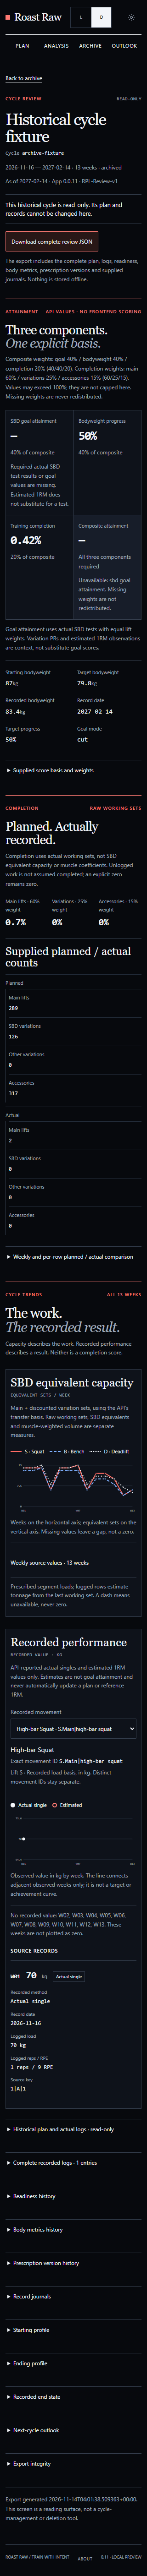 Roast Raw L D
PLAN ANALYSIS ARCHIVE OUTLOOK
Back to archive
CYCLE REVIEW READ-ONLY
Historical cycle
fixture
Cycle archive-fixture
2026-11-16 — 2027-02-14 · 13 weeks · archived
As of 2027-02-14 · App 0.0.11 · RPL-Review-v1
This historical cycle is read-only. Its plan and
records cannot be changed here.
Download complete review JSON
The export includes the complete plan, logs, readiness,
body metrics, prescription versions and supplied
journals. Nothing is stored offline.
ATTAINMENT API VALUES · NO FRONTEND SCORING
Three components.
One explicit basis.
Composite weights: goal 40% / bodyweight 40% /
completion 20% (40/40/20). Completion weights: main
60% / variations 25% / accessories 15% (60/25/15).
Values may exceed 100%; they are not capped here.
Missing weights are never redistributed.
SBD goal attainment
—
40% of composite
Required actual SBD
test results or goal
values are missing.
Estimated 1RM does
not substitute for a test.
Bodyweight progress
50%
40% of composite
Training completion
0.42%
20% of composite
Composite attainment
—
All three components
required
Unavailable: sbd goal
attainment. Missing
weights are not
redistributed.
Goal attainment uses actual SBD tests with equal lift
weights. Variation PRs and estimated 1RM observations
are context, not substitute goal scores.
Starting bodyweight
87kg
Target bodyweight
79.8kg
Recorded bodyweight
83.4kg
Record date
2027-02-14
Target progress
50%
Goal mode
cut
Supplied score basis and weights
COMPLETION RAW WORKING SETS
Planned. Actually
recorded.
Completion uses actual working sets, not SBD
equivalent capacity or muscle coefficients. Unlogged
work is not assumed completed; an explicit zero
remains zero.
Main lifts · 60%
weight
0.7%
Variations · 25%
weight
0%
Accessories · 15%
weight
0%
Supplied planned / actual
counts
Planned
Main lifts
289
SBD variations
126
Other variations
0
Accessories
317
Actual
Main lifts
2
SBD variations
0
Other variations
0
Accessories
0
Weekly and per-row planned / actual comparison
CYCLE TRENDS ALL 13 WEEKS
The work.
The recorded result.
Capacity describes the work. Recorded performance
describes a result. Neither is a completion score.
SBD equivalent capacity
EQUIVALENT SETS / WEEK
Main + discounted variation sets, using the API's
transfer basis. Raw working sets, SBD equivalents
and muscle-weighted volume are separate
measures.
S · Squat B · Bench D · Deadlift
Weeks on the horizontal axis; equivalent sets on the
vertical axis. Missing values leave a gap, not a zero.
Weekly source values · 13 weeks
Prescribed segment loads; logged rows estimate
tonnage from the last working set. A dash means
unavailable, never zero.
Recorded performance
RECORDED VALUE · KG
API-reported actual singles and estimated 1RM
values only. Estimates are not goal attainment and
never automatically update a plan or reference
1RM.
Recorded movement
High-bar Squat · S.Main|high-bar squat
High-bar Squat
Exact movement ID S.Main|high-bar squat
Lift S · Recorded load basis, in kg. Distinct
movement IDs stay separate.
Actual single Estimated
Observed value in kg by week. The line connects
adjacent observed weeks only; it is not a target or
achievement curve.
No recorded value: W02, W03, W04, W05, W06,
W07, W08, W09, W10, W11, W12, W13. These
weeks are not plotted as zero.
SOURCE RECORDS
W01 70 kg Actual single
Recorded method
Actual single
Record date
2026-11-16
Logged load
70 kg
Logged reps / RPE
1 reps / 9 RPE
Source key
1|A|1
Historical plan and actual logs · read-only
Complete recorded logs · 1 entries
Readiness history
Body metrics history
Prescription version history
Record journals
Starting profile
Ending profile
Recorded end state
Next-cycle outlook
Export integrity
Export generated 2026-11-14T04:01:38.509363+00:00.
This screen is a reading surface, not a cycle-
management or deletion tool.
ROAST RAW / TRAIN WITH INTENT ABOUT 0.11 · LOCAL PREVIEW